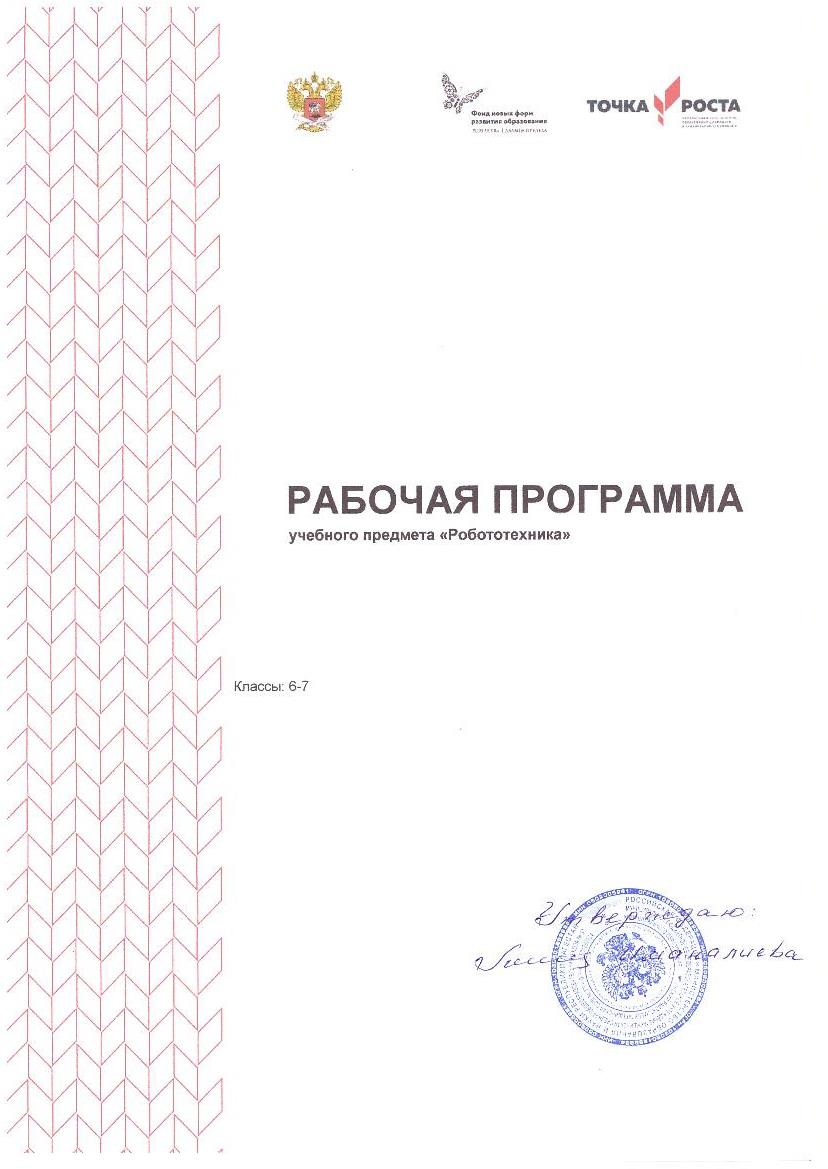 Фонд новых форм
развития образования
ТОЧКА РОСТА
РАБОЧАЯ ПРОГРАММА
учебного предмета «Робототехника»
Классы: 6-7
Утверждаю: